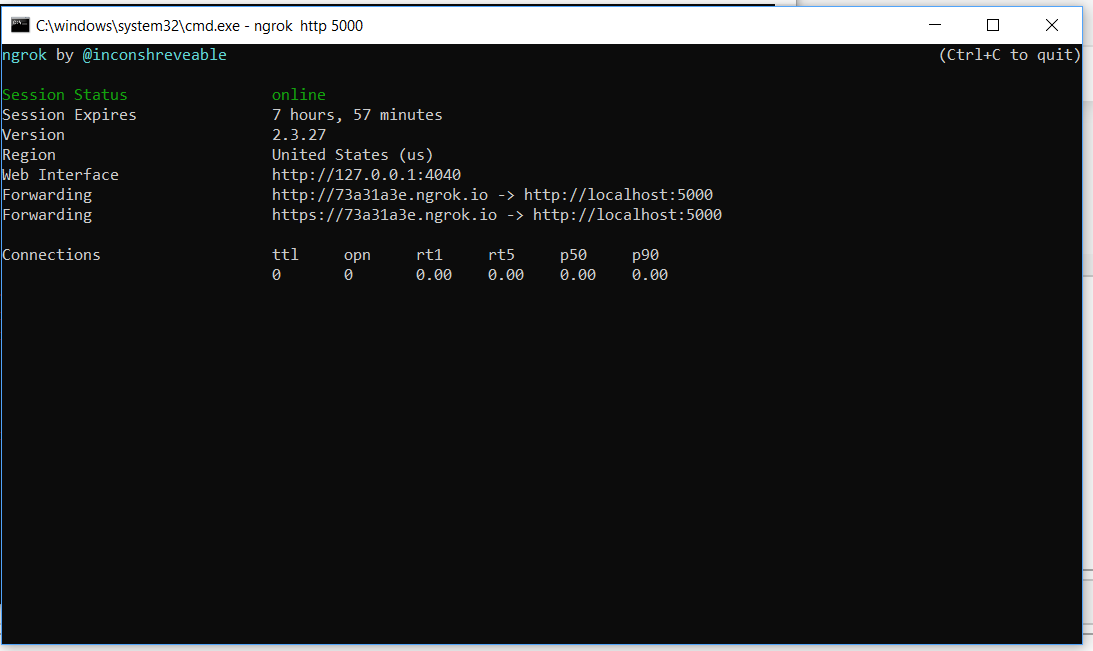 C:\windows\system32\cmd.exe - ngrok  http 5000
ngrok by @inconshreveable (Ctrl+C to quit)
Session Status online
Session Expires 7 hours, 57 minutes
Version 2.3.27
Region United States (us)
Web Interface http://127.0.0.1:4040
Forwarding http://73a31a3e.ngrok.io -> http://localhost:5000
Forwarding https://73a31a3e.ngrok.io -> http://localhost:5000
Connections ttl opn rt1 rt5 p50 p90
0 0 0.00 0.00 0.00 0.00